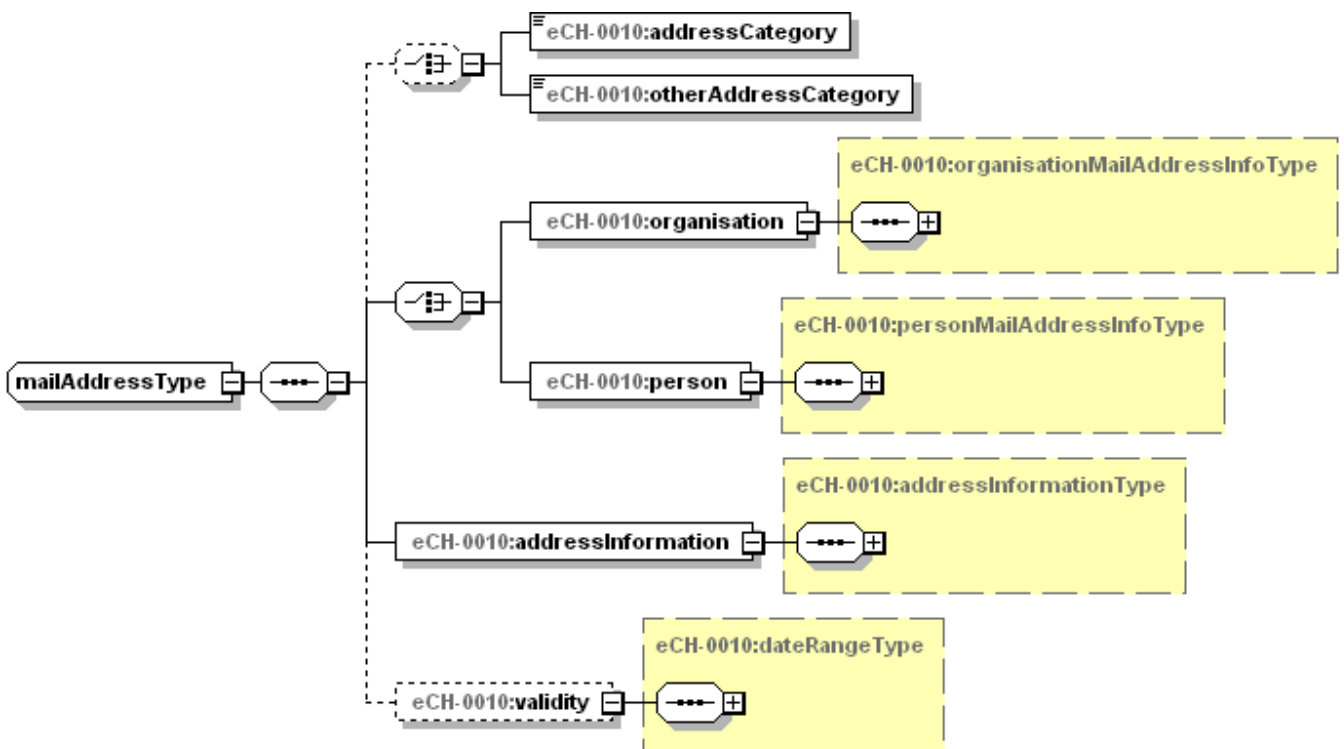 eCH-0010:addressCategory
eCH-0010:otherAddressCategory
eCH-0010:organisationMailAddressInfoType
eCH-0010:organisation
eCH-0010:personMailAddressInfoType
mailAddressType
eCH-0010:person
eCH-0010:addressInformationType
eCH-0010:addressInformation
eCH-0010:dateRangeType
eCH-0010:validity